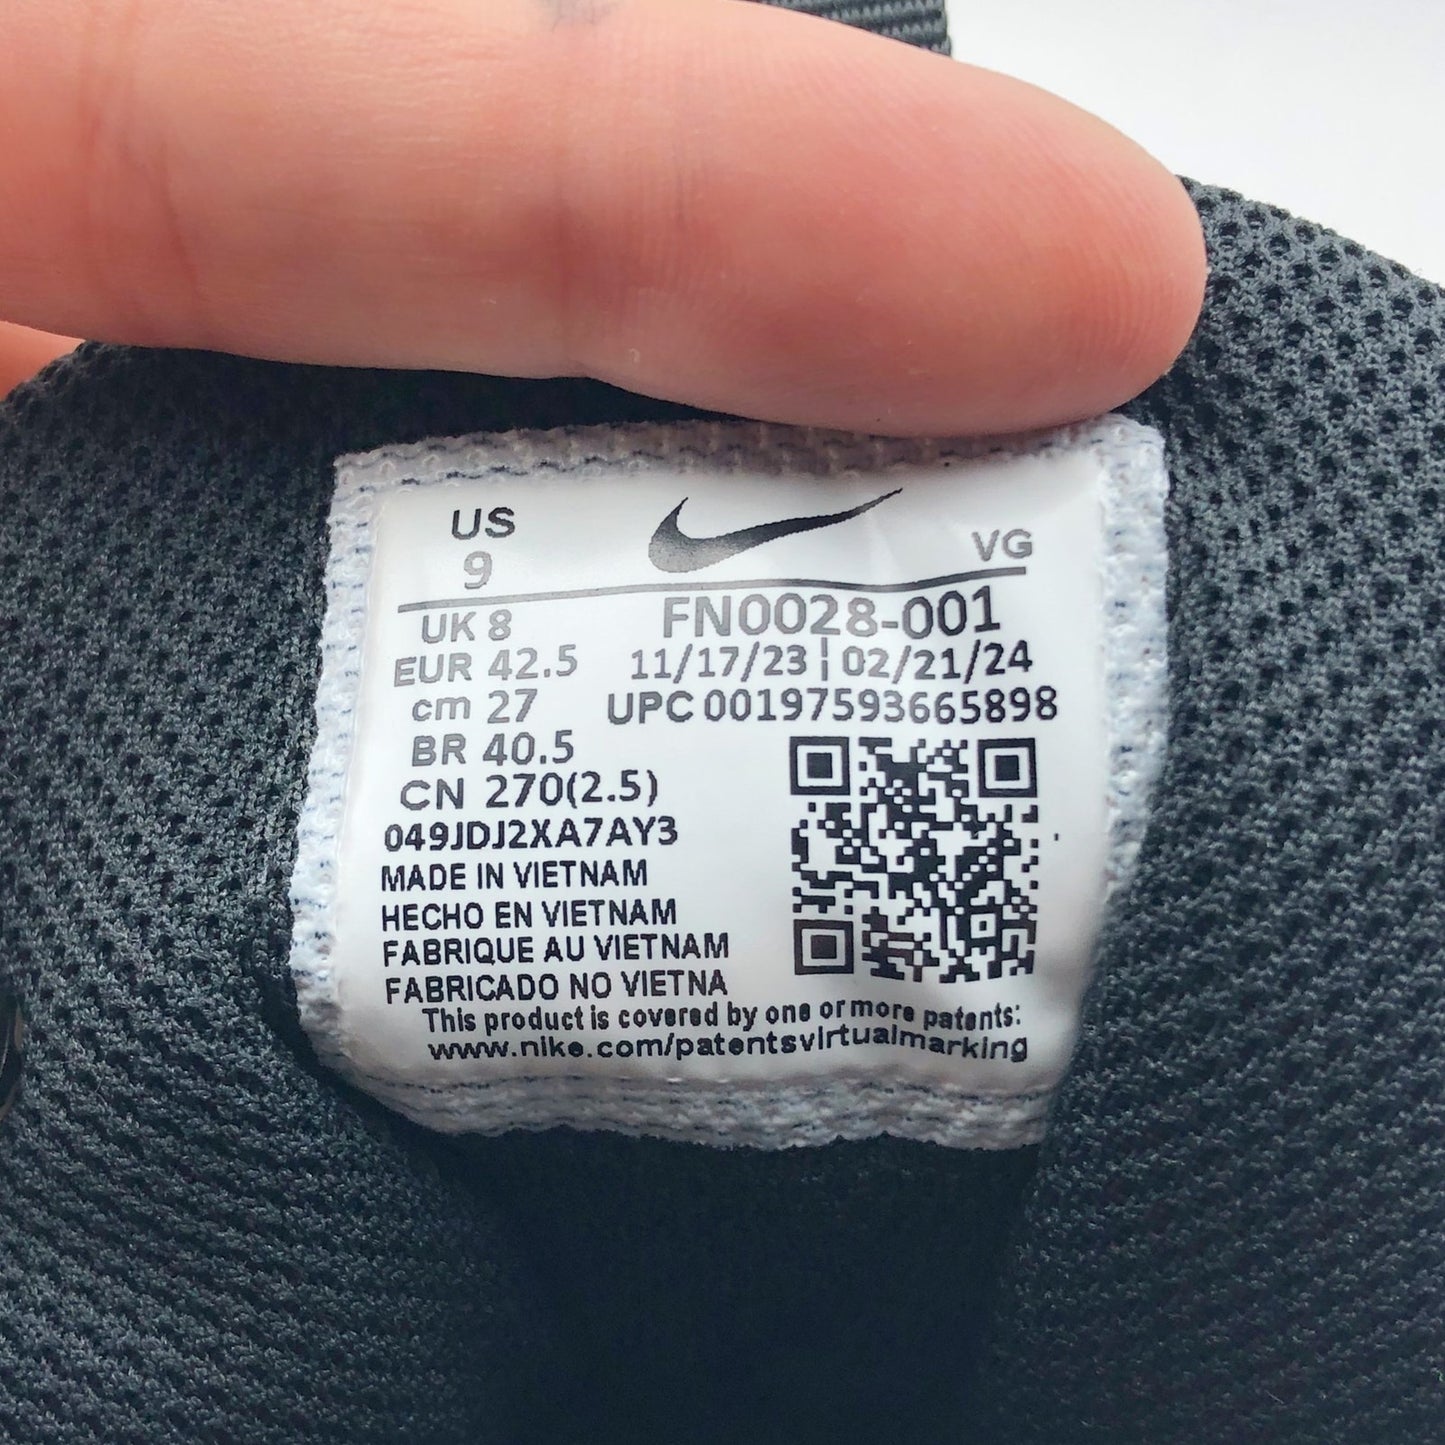 US
9
VG
UK 8
FN0028-001
EUR 42.5
11/17/23 | 02/21/24
cm 27
UPC 00197593665898
BR 40.5
CN 270(2.5)
049JDJ2XA7AY3
MADE IN VIETNAM
HECHO EN VIETNAM
FABRIQUE AU VIETNAM
FABRICADO NO VIETNA
This product is covered by one or more patents:
www.nike.com/patentsvirtualmarking